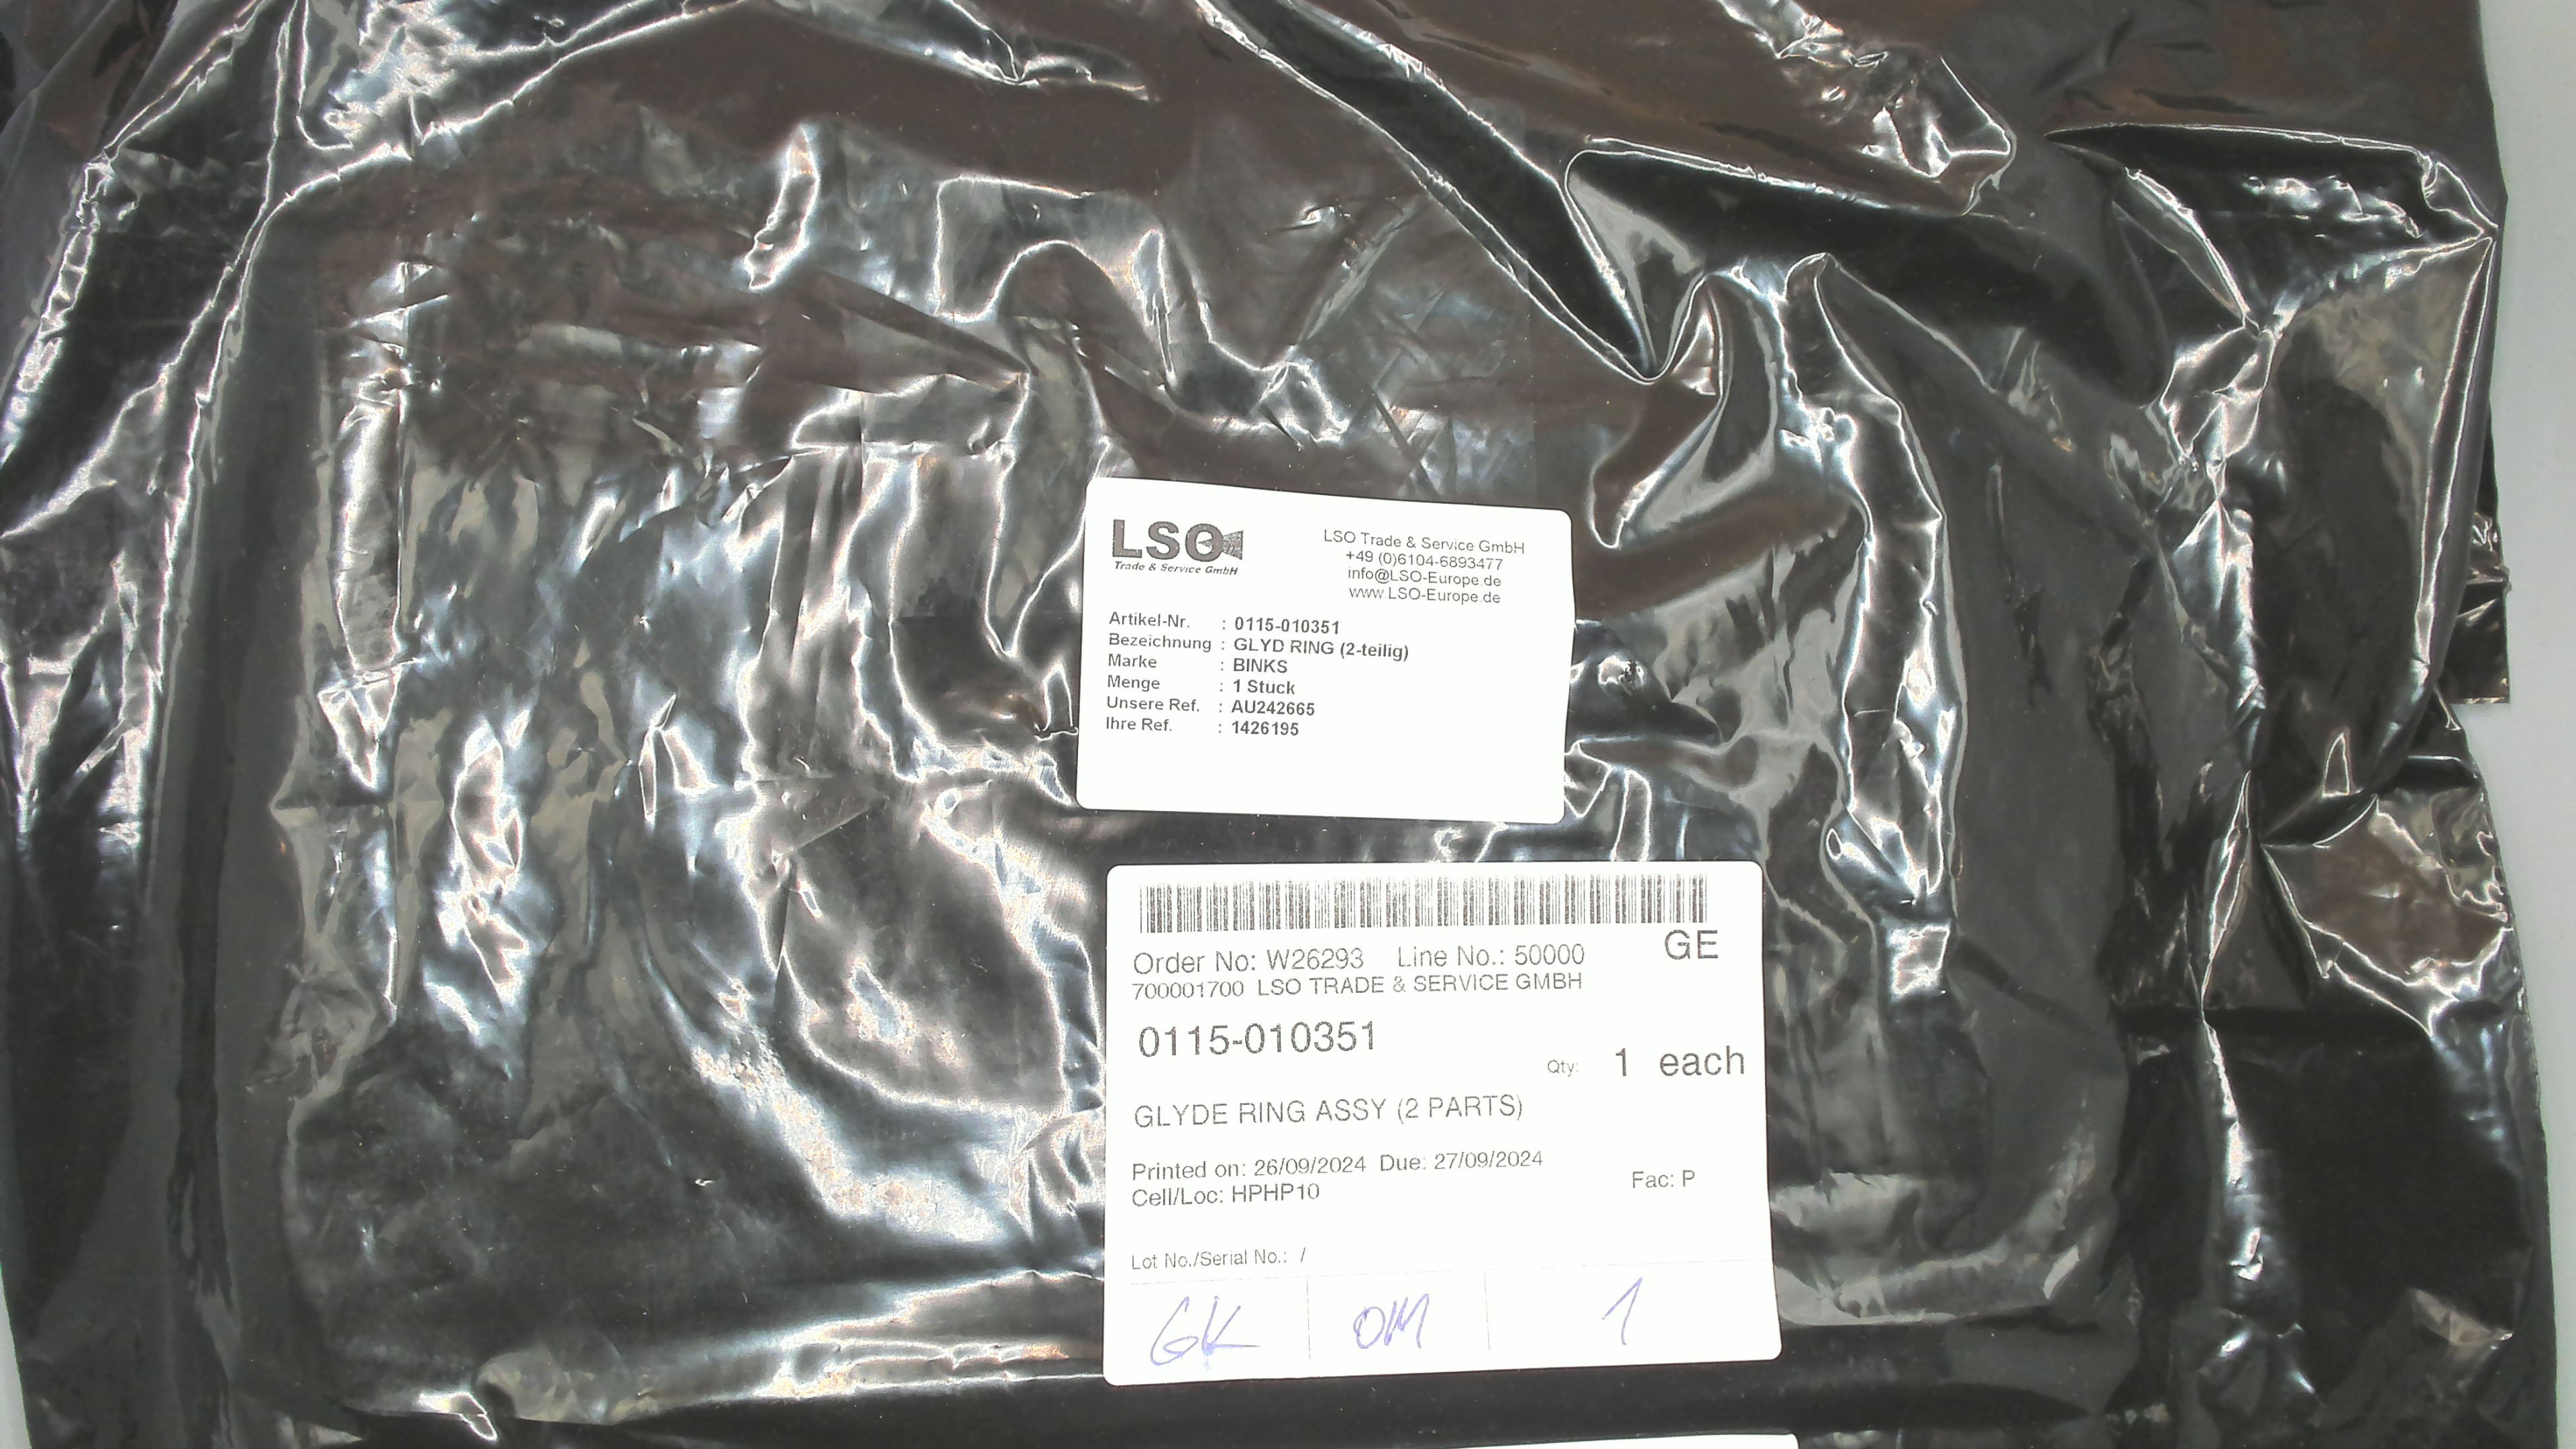 LSO
Trade & Service GmbH
LSO Trade & Service GmbH
+49 (0)6104-6893477
info@LSO-Europe.de
www.LSO-Europe.de
Artikel-Nr. : 0115-010351
Bezeichnung : GLYD RING (2-teilig)
Marke : BINKS
Menge : 1 Stuck
Unsere Ref. : AU242665
Ihre Ref. : 1426195
GE
Order No: W26293 Line No.: 50000
700001700 LSO TRADE & SERVICE GMBH
0115-010351
Qty: 1 each
GLYDE RING ASSY (2 PARTS)
Printed on: 26/09/2024 Due: 27/09/2024
Cell/Loc: HPHP10
Fac: P
Lot No./Serial No.: /
GK OM 1